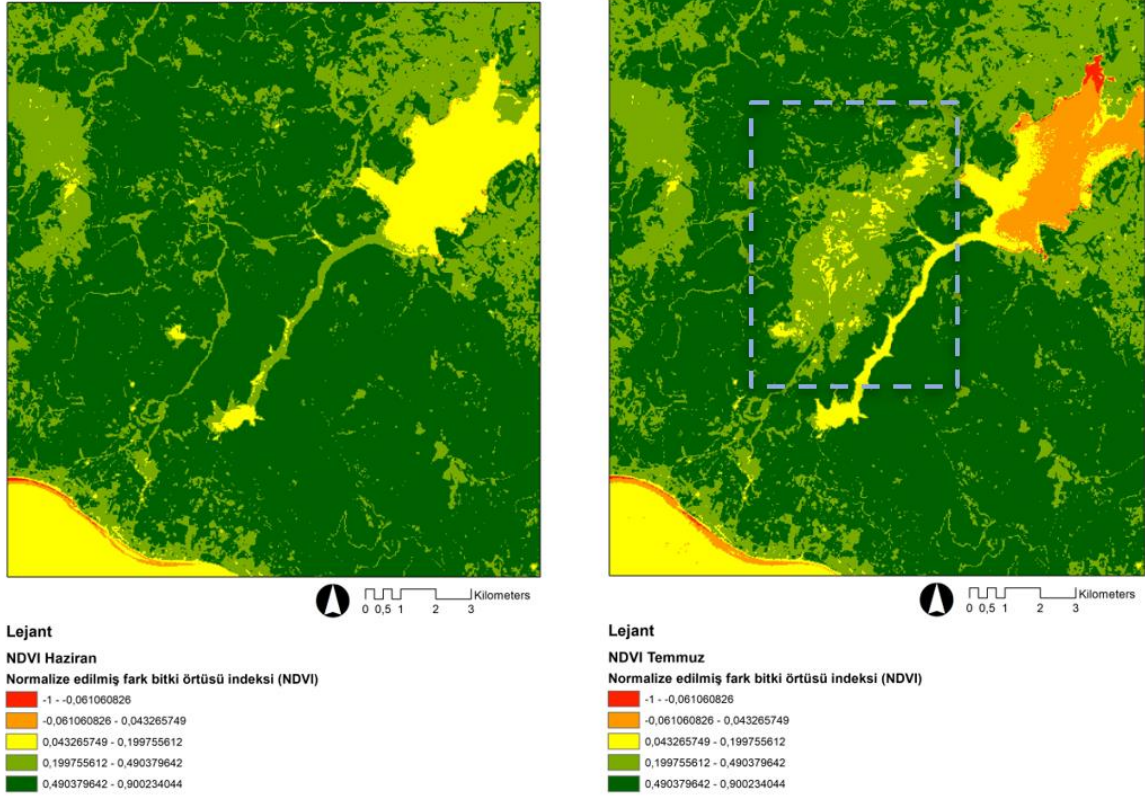 Kilometers
0 0,5 1 2 3
Lejant
NDVI Haziran
Normalize edilmiş fark bitki örtüsü indeksi (NDVI)
-1 - -0,061060826
-0,061060826 - 0,043265749
0,043265749 - 0,199755612
0,199755612 - 0,490379642
0,490379642 - 0,900234044
Kilometers
0 0,5 1 2 3
Lejant
NDVI Temmuz
Normalize edilmiş fark bitki örtüsü indeksi (NDVI)
-1 - -0,061060826
-0,061060826 - 0,043265749
0,043265749 - 0,199755612
0,199755612 - 0,490379642
0,490379642 - 0,900234044